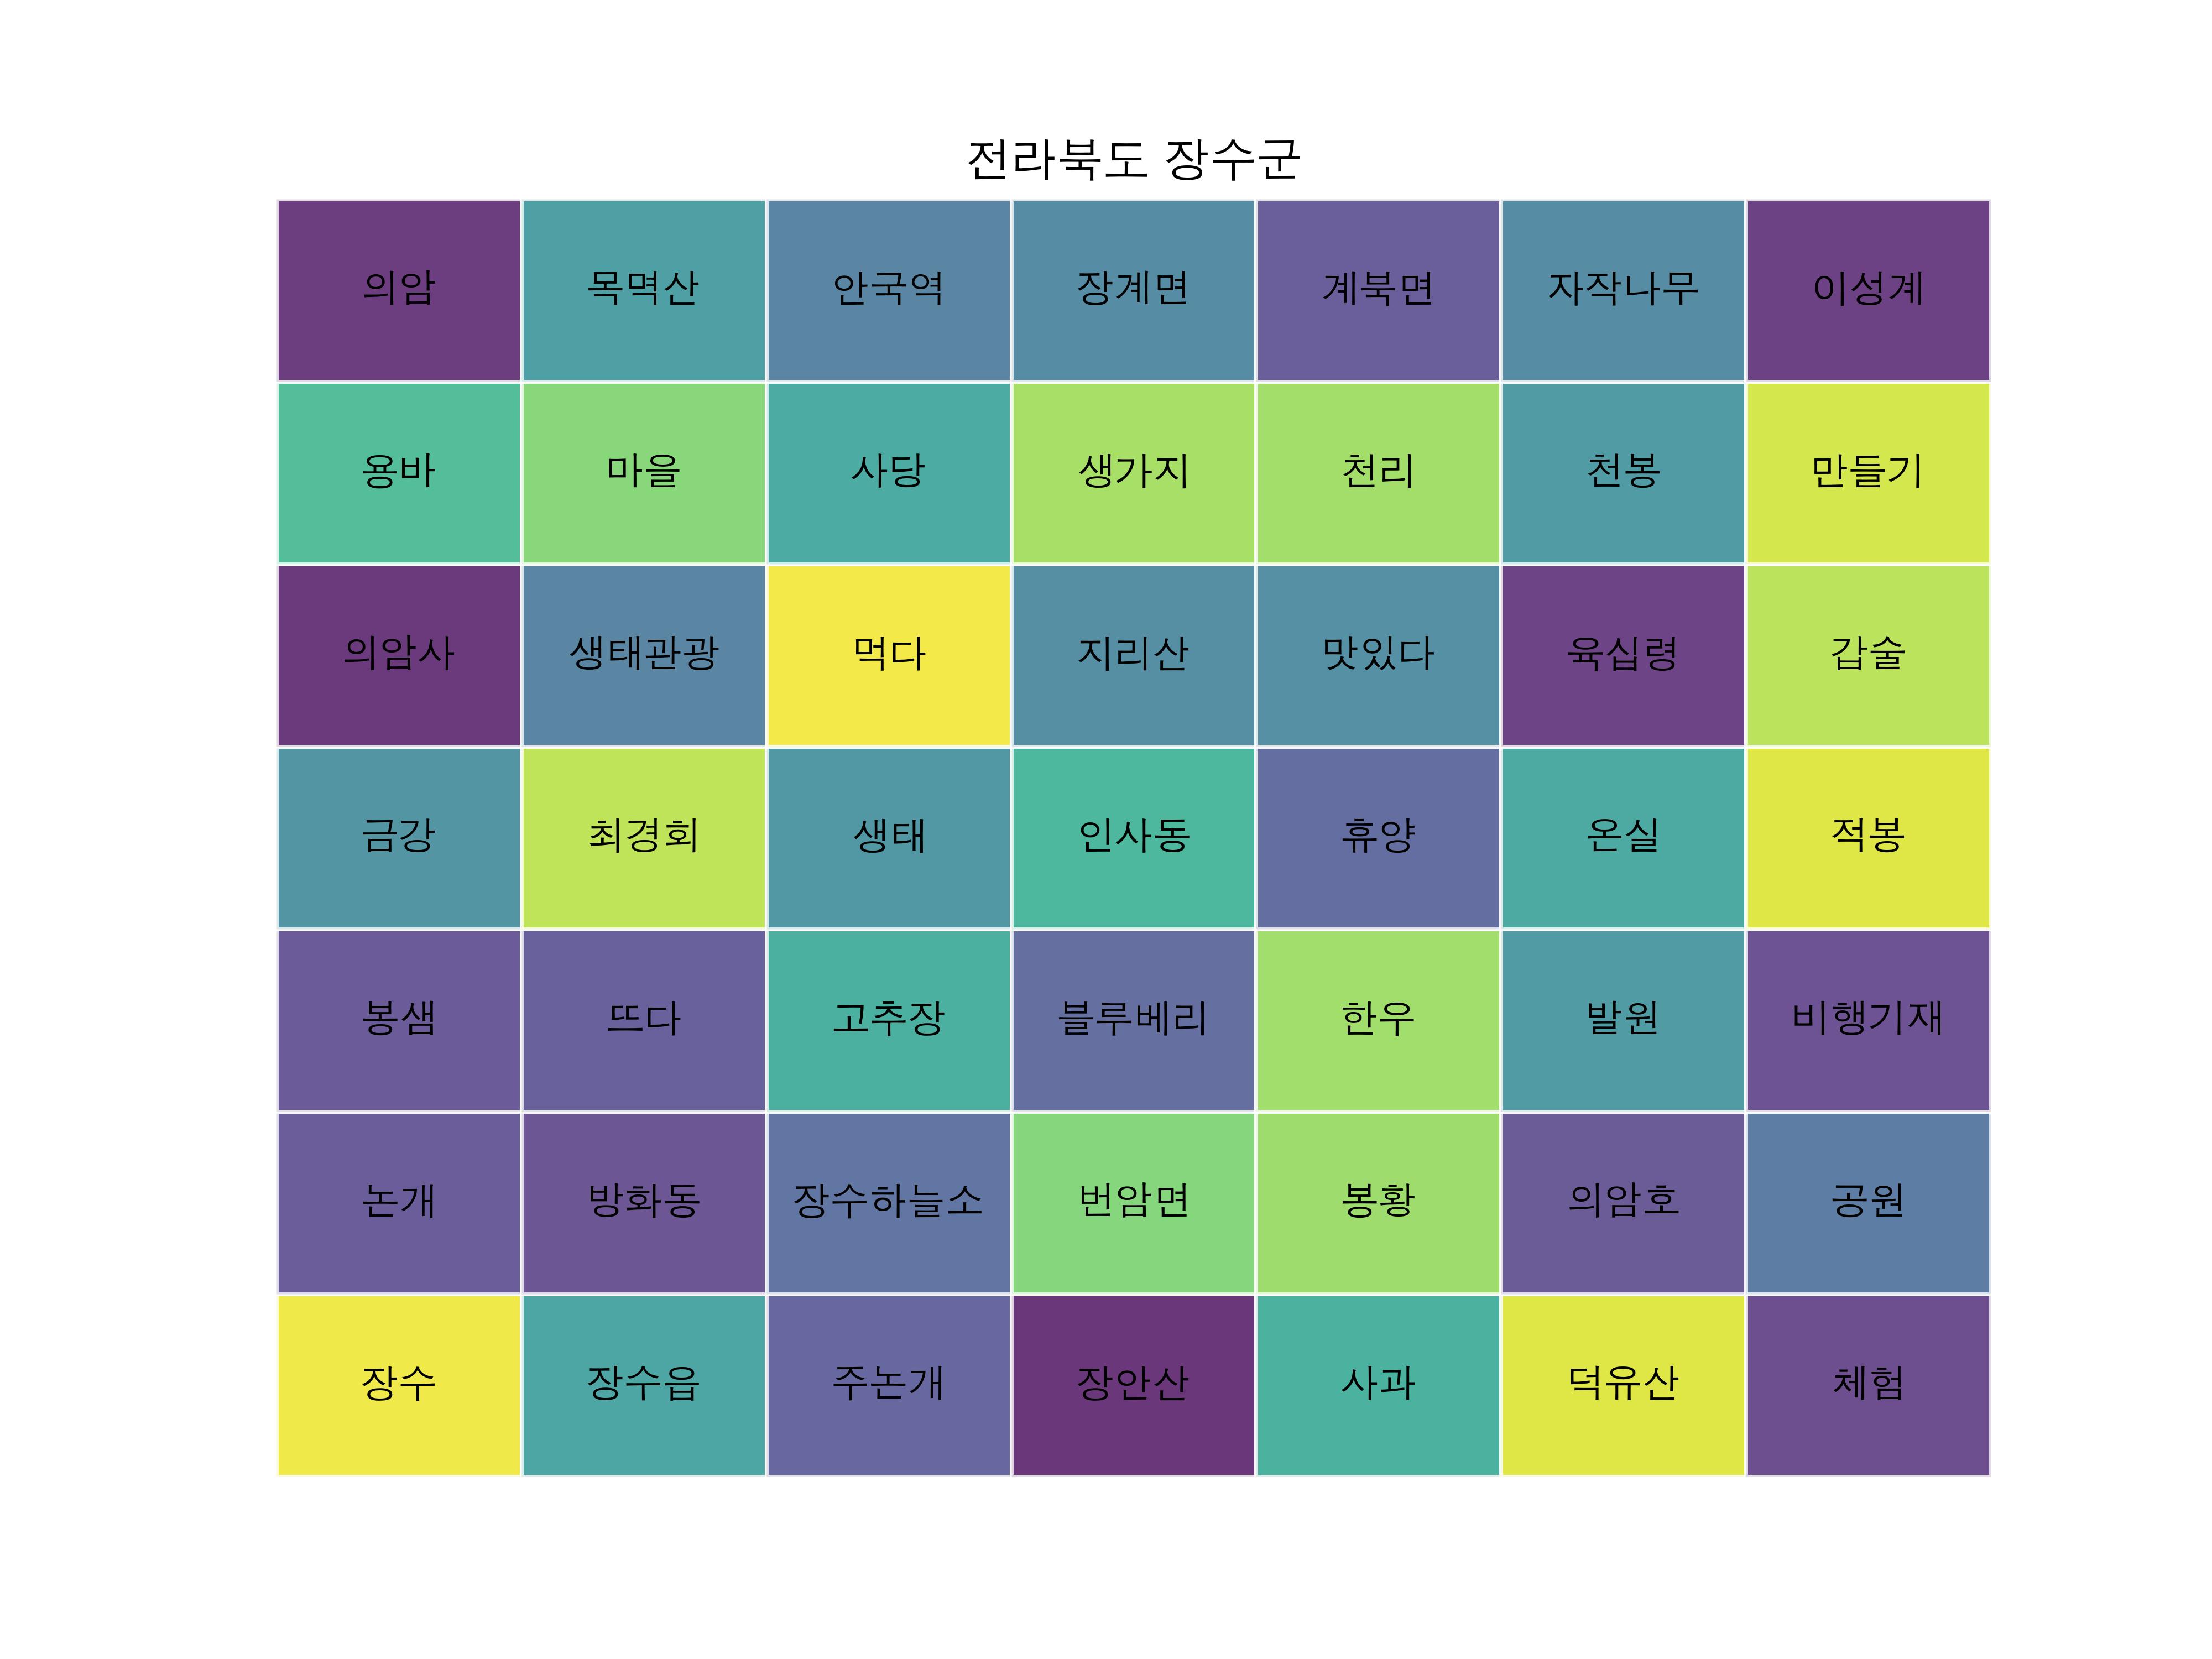 전라북도 장수군
의암 목멱산 안국역 장계면 계북면 자작나무 이성계
용바 마을 사당 생가지 천리 천봉 만들기
의암사 생태관광 먹다 지리산 맛있다 육십령 갑술
금강 최경회 생태 인사동 휴양 온실 적봉
봉샘 뜨다 고추장 블루베리 한우 발원 비행기재
논개 방화동 장수하늘소 번암면 봉황 의암호 공원
장수 장수읍 주논개 장안산 사과 덕유산 체험